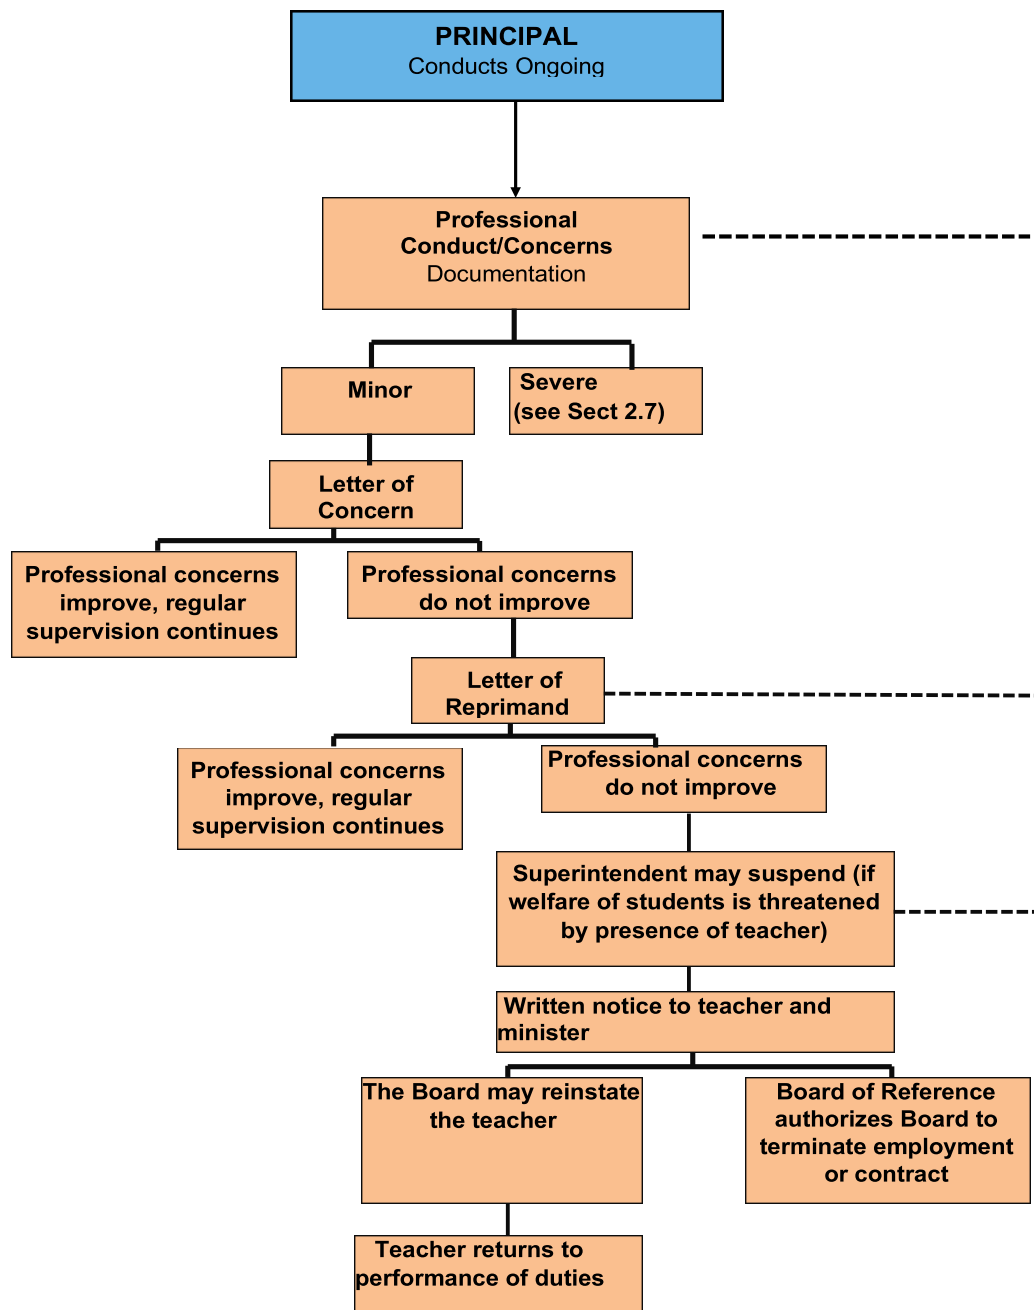 PRINCIPAL
Conducts Ongoing
Professional
Conduct/Concerns
Documentation
Minor
Severe
(see Sect 2.7)
Letter of
Concern
Professional concerns
improve, regular
supervision continues
Professional concerns
do not improve
Letter of
Reprimand
Professional concerns
improve, regular
supervision continues
Professional concerns
do not improve
Superintendent may suspend (if
welfare of students is threatened
by presence of teacher)
Written notice to teacher and
minister
The Board may reinstate
the teacher
Board of Reference
authorizes Board to
terminate employment
or contract
Teacher returns to
performance of duties